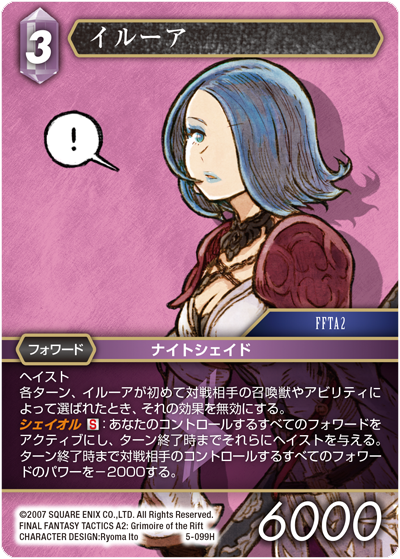 3
イルーア
!
FFTA2
フォワード
ナイトシェイド
ヘイスト
各ターン、イルーアが初めて対戦相手の召喚獣やアビリティに
よって選ばれたとき、それの効果を無効にする。
シェイオル S:あなたのコントロールするすべてのフォワードを
アクティブにし、ターン終了時までそれらにヘイストを与える。
ターン終了時まで対戦相手のコントロールするすべてのフォワー
ドのパワーを−2000する。
©2007 SQUARE ENIX CO.,LTD. All Rights Reserved.
FINAL FANTASY TACTICS A2: Grimoire of the Rift
CHARACTER DESIGN:Ryoma Ito
5-099H
6000